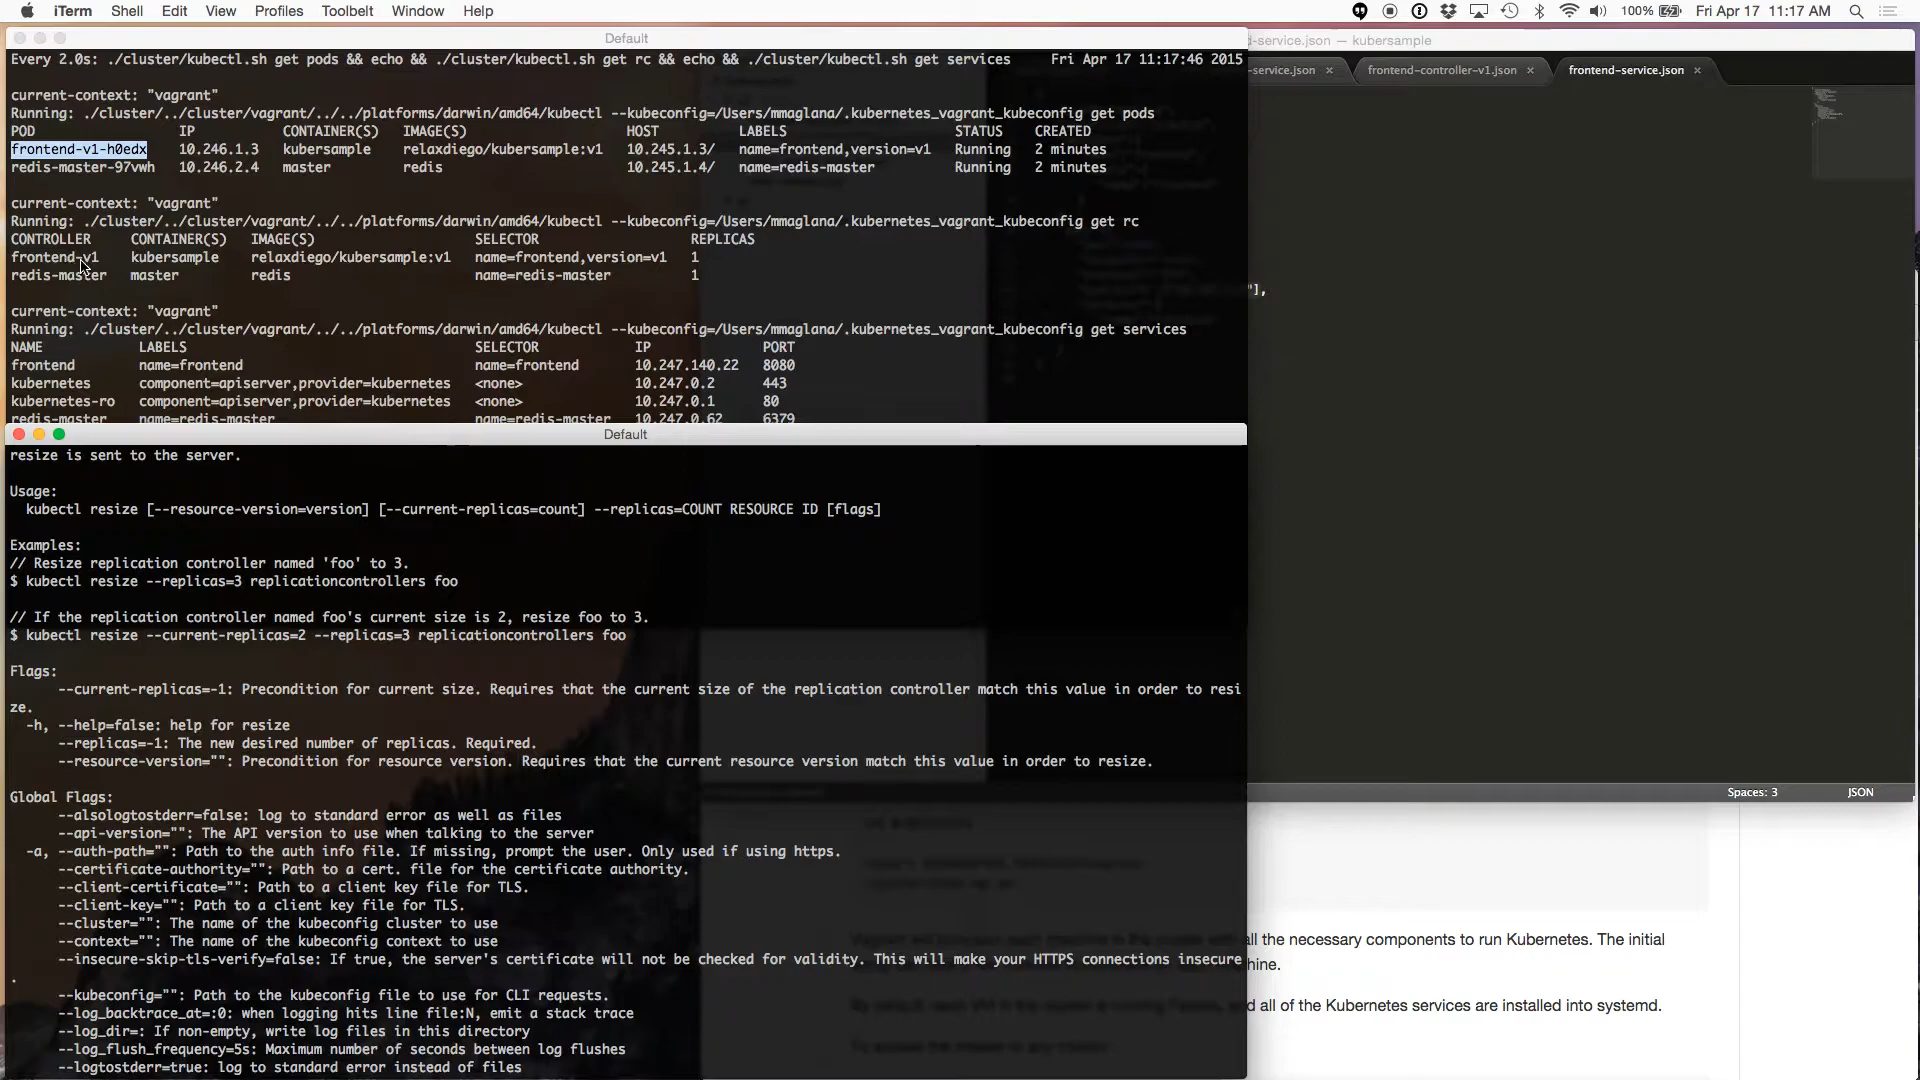 iTerm Shell Edit View Profiles Toolbelt Window Help 100% Fri Apr 17 11:17 AM
Default
d-service.json — kubersample
-service.json × frontend-controller-v1.json × frontend-service.json ×
Every 2.0s: ./cluster/kubectl.sh get pods && echo && ./cluster/kubectl.sh get rc && echo && ./cluster/kubectl.sh get services Fri Apr 17 11:17:46 2015
current-context: "vagrant"
Running: ./cluster/../cluster/vagrant/../../platforms/darwin/amd64/kubectl --kubeconfig=/Users/mmaglana/.kubernetes_vagrant_kubeconfig get pods
POD IP CONTAINER(S) IMAGE(S) HOST LABELS STATUS CREATED
frontend-v1-h0edx 10.246.1.3 kubersample relaxdiego/kubersample:v1 10.245.1.3/ name=frontend,version=v1 Running 2 minutes
redis-master-97vwh 10.246.2.4 master redis 10.245.1.4/ name=redis-master Running 2 minutes
current-context: "vagrant"
Running: ./cluster/../cluster/vagrant/../../platforms/darwin/amd64/kubectl --kubeconfig=/Users/mmaglana/.kubernetes_vagrant_kubeconfig get rc
CONTROLLER CONTAINER(S) IMAGE(S) SELECTOR REPLICAS
frontend-v1 kubersample relaxdiego/kubersample:v1 name=frontend,version=v1 1
redis-master master redis name=redis-master 1
"],
current-context: "vagrant"
Running: ./cluster/../cluster/vagrant/../../platforms/darwin/amd64/kubectl --kubeconfig=/Users/mmaglana/.kubernetes_vagrant_kubeconfig get services
NAME LABELS SELECTOR IP PORT
frontend name=frontend name=frontend 10.247.140.22 8080
kubernetes component=apiserver,provider=kubernetes <none> 10.247.0.2 443
kubernetes-ro component=apiserver,provider=kubernetes <none> 10.247.0.1 80
redis-master name=redis-master name=redis-master 10.247.0.62 6379
Default
resize is sent to the server.
Usage:
kubectl resize [--resource-version=version] [--current-replicas=count] --replicas=COUNT RESOURCE ID [flags]
Examples:
// Resize replication controller named 'foo' to 3.
$ kubectl resize --replicas=3 replicationcontrollers foo
// If the replication controller named foo's current size is 2, resize foo to 3.
$ kubectl resize --current-replicas=2 --replicas=3 replicationcontrollers foo
Flags:
--current-replicas=-1: Precondition for current size. Requires that the current size of the replication controller match this value in order to resi
ze.
-h, --help=false: help for resize
--replicas=-1: The new desired number of replicas. Required.
--resource-version="": Precondition for resource version. Requires that the current resource version match this value in order to resize.
Spaces: 3 JSON
Global Flags:
--alsologtostderr=false: log to standard error as well as files
--api-version="": The API version to use when talking to the server
-a, --auth-path="": Path to the auth info file. If missing, prompt the user. Only used if using https.
--certificate-authority="": Path to a cert. file for the certificate authority.
--client-certificate="": Path to a client key file for TLS.
--client-key="": Path to a client key file for TLS.
--cluster="": The name of the kubeconfig cluster to use
--context="": The name of the kubeconfig context to use
--insecure-skip-tls-verify=false: If true, the server's certificate will not be checked for validity. This will make your HTTPS connections insecure
.
--kubeconfig="": Path to the kubeconfig file to use for CLI requests.
--log_backtrace_at=:0: when logging hits line file:N, emit a stack trace
--log_dir=: If non-empty, write log files in this directory
--log_flush_frequency=5s: Maximum number of seconds between log flushes
--logtostderr=true: log to standard error instead of files
all the necessary components to run Kubernetes. The initial
hine.
d all of the Kubernetes services are installed into systemd.